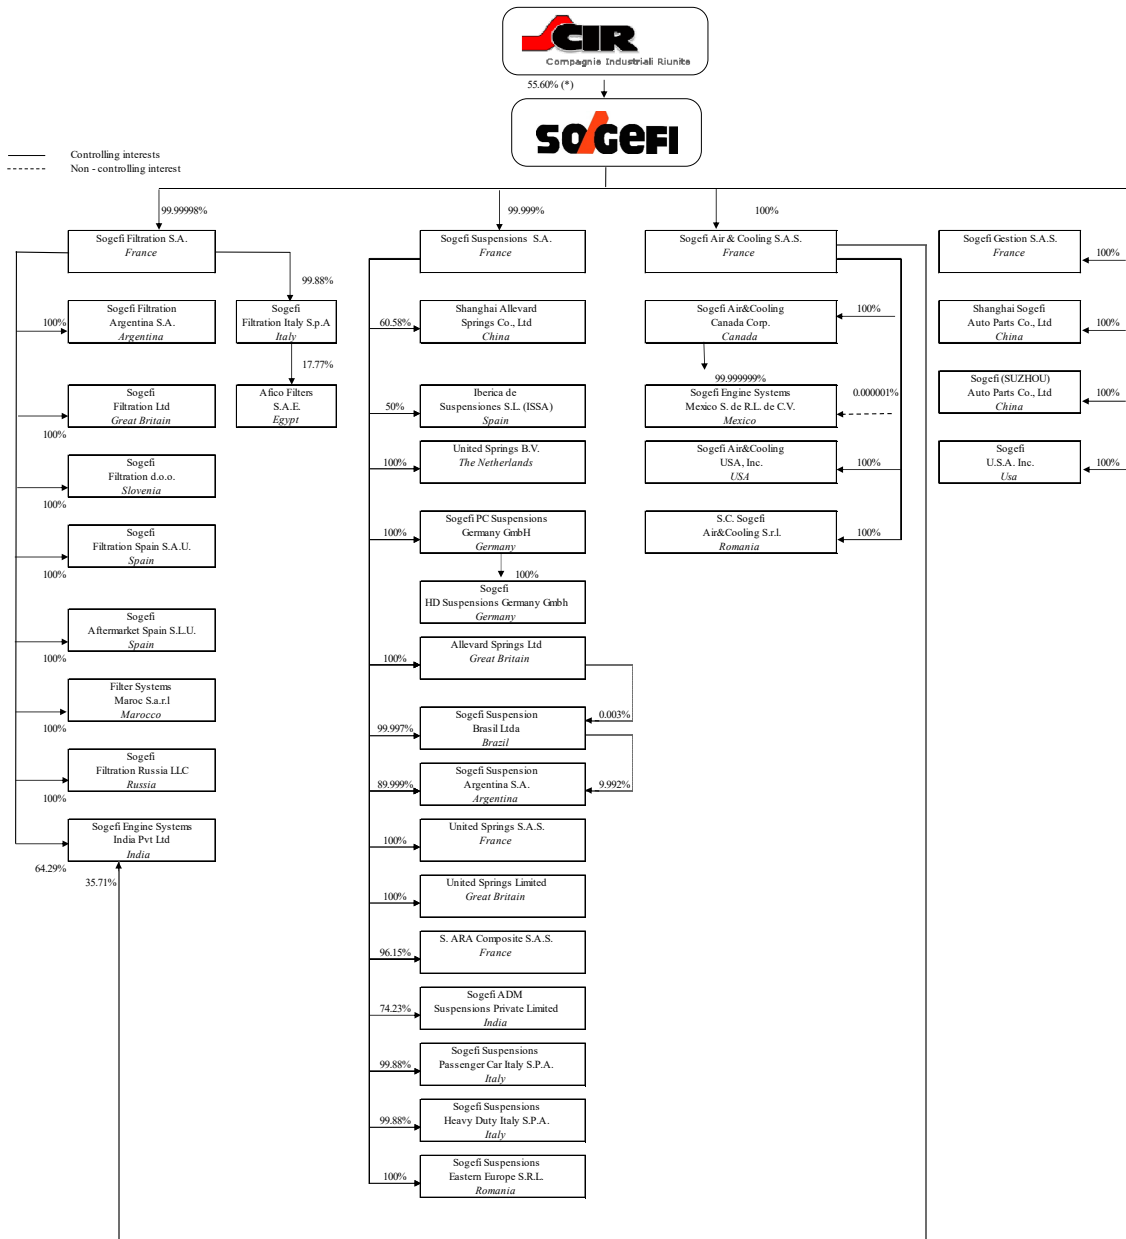 CIR
Compagnie Industriali Riunite
55.60% (*)
SOGEFI
Controlling interests
Non - controlling interest
99.99998%
99.999%
100%
Sogefi Filtration S.A.
France
99.88%
100%
Sogefi Filtration
Argentina S.A.
Argentina
Sogefi
Filtration Italy S.p.A
Italy
17.77%
Afico Filters
S.A.E.
Egypt
Sogefi
Filtration Ltd
Great Britain
100%
Sogefi
Filtration d.o.o.
Slovenia
100%
Sogefi
Filtration Spain S.A.U.
Spain
100%
Sogefi
Aftermarket Spain S.L.U.
Spain
100%
Filter Systems
Maroc S.a.r.l
Marocco
100%
Sogefi
Filtration Russia LLC
Russia
100%
Sogefi Engine Systems
India Pvt Ltd
India
64.29%
35.71%
Sogefi Suspensions S.A.
France
60.58%
Shanghai Allevard
Springs Co., Ltd
China
50%
Iberica de
Suspensiones S.L. (ISSA)
Spain
100%
United Springs B.V.
The Netherlands
100%
Sogefi PC Suspensions
Germany GmbH
Germany
100%
Sogefi
HD Suspensions Germany Gmbh
Germany
100%
Allevard Springs Ltd
Great Britain
0.003%
99.997%
Sogefi Suspension
Brasil Ltda
Brazil
89.999%
Sogefi Suspension
Argentina S.A.
Argentina
9.992%
100%
United Springs S.A.S.
France
100%
United Springs Limited
Great Britain
96.15%
S. ARA Composite S.A.S.
France
74.23%
Sogefi ADM
Suspensions Private Limited
India
99.88%
Sogefi Suspensions
Passenger Car Italy S.P.A.
Italy
99.88%
Sogefi Suspensions
Heavy Duty Italy S.P.A.
Italy
100%
Sogefi Suspensions
Eastern Europe S.R.L.
Romania
Sogefi Air & Cooling S.A.S.
France
Sogefi Air&Cooling
Canada Corp.
Canada
100%
99.999999%
Sogefi Engine Systems
Mexico S. de R.L. de C.V.
Mexico
0.000001%
Sogefi Air&Cooling
USA, Inc.
USA
100%
S.C. Sogefi
Air&Cooling S.r.l.
Romania
100%
Sogefi Gestion S.A.S.
France
100%
Shanghai Sogefi
Auto Parts Co., Ltd
China
100%
Sogefi (SUZHOU)
Auto Parts Co., Ltd
China
100%
Sogefi
U.S.A. Inc.
Usa
100%